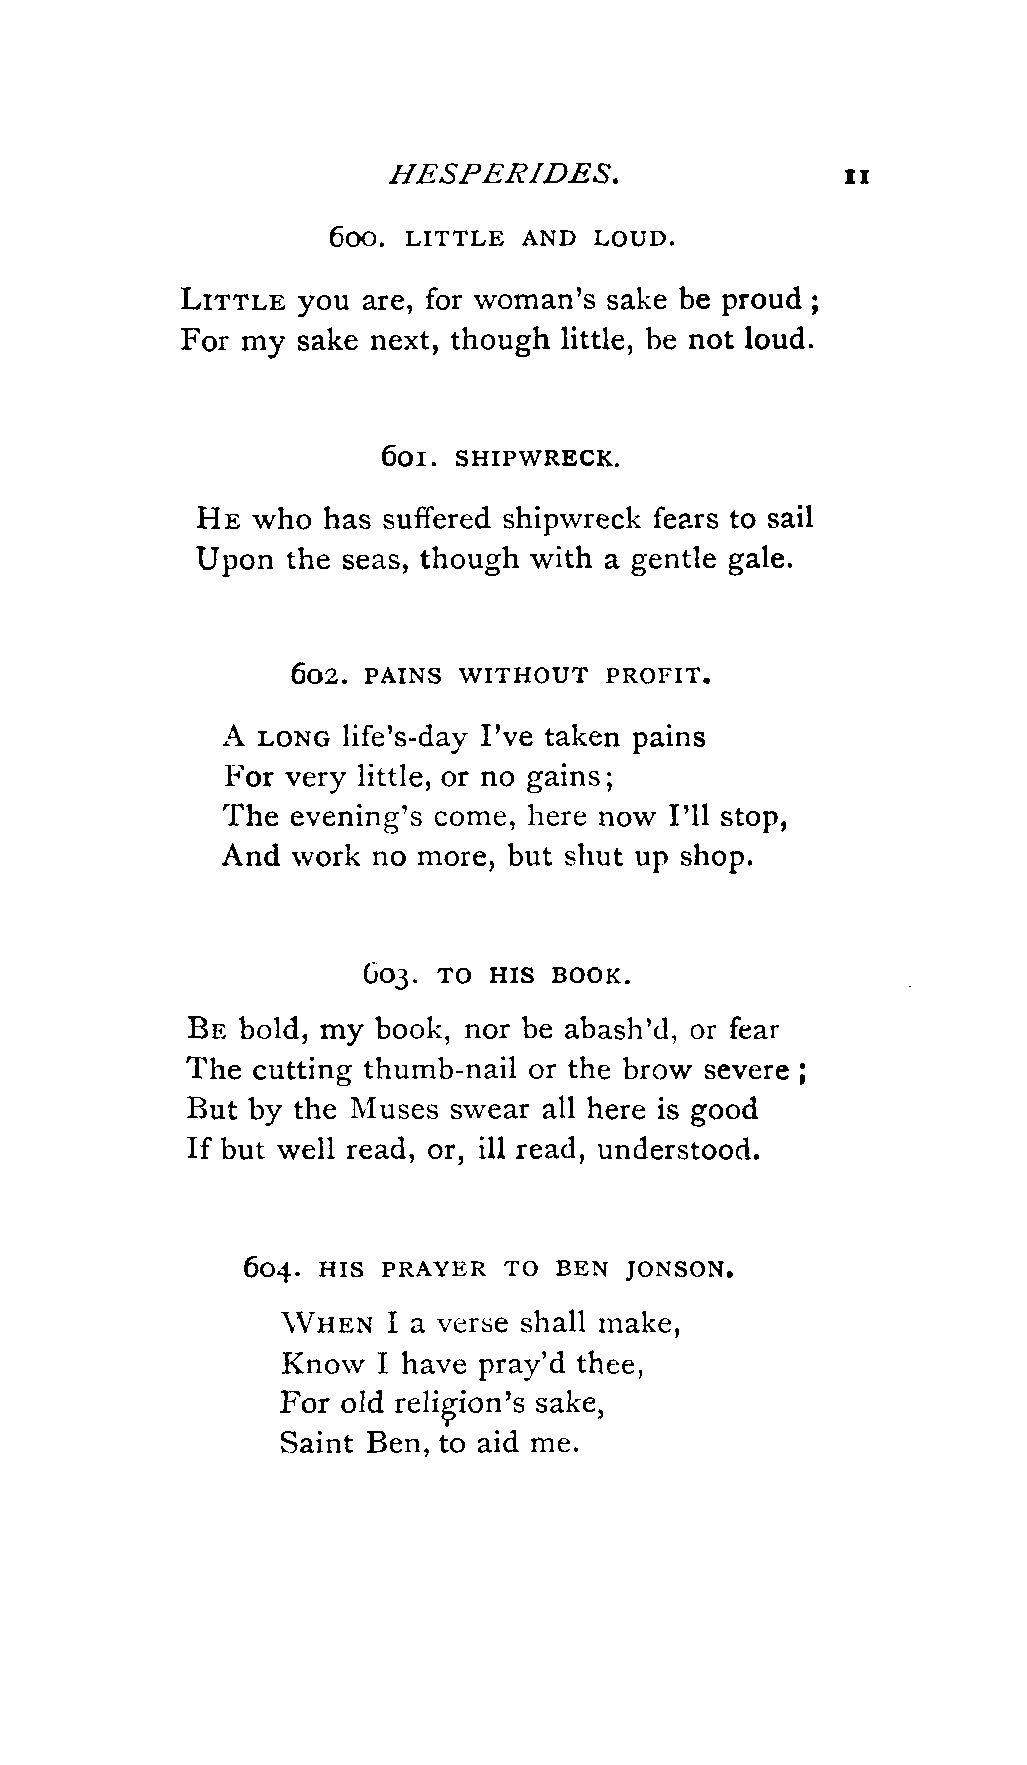 HESPERIDES. 11
600. LITTLE AND LOUD.
LITTLE you are, for woman's sake be proud ;
For my sake next, though little, be not loud.
601. SHIPWRECK.
HE who has suffered shipwreck fears to sail
Upon the seas, though with a gentle gale.
602. PAINS WITHOUT PROFIT.
A LONG life's-day I've taken pains
For very little, or no gains;
The evening's come, here now I'll stop,
And work no more, but shut up shop.
603. TO HIS BOOK.
BE bold, my book, nor be abash'd, or fear
The cutting thumb-nail or the brow severe ;
But by the Muses swear all here is good
If but well read, or, ill read, understood.
604. HIS PRAYER TO BEN JONSON.
WHEN I a verse shall make,
Know I have pray'd thee,
For old religion's sake,
Saint Ben, to aid me.